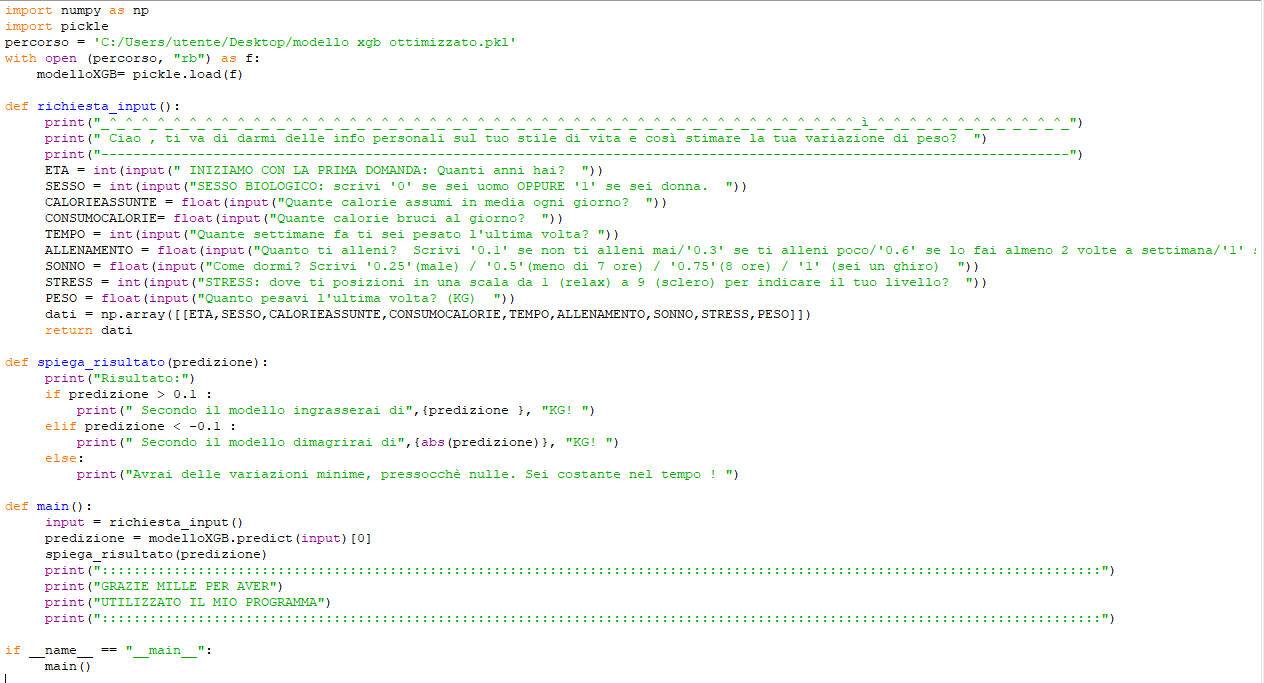 import numpy as np
import pickle
percorso = 'C:/Users/utente/Desktop/modello xgb ottimizzato.pkl'
with open (percorso, "rb") as f:
    modelloXGB= pickle.load(f)

def richiesta_input():
     print("_^_^_^_^_^_^_^_^_^_^_^_^_^_^_^_^_^_^_^_^_^_^_^_^_^_^_^_^_^_^_^_^_^_^_^_^_^_^_^_^_^_^_^_^_^_^_^_ì_^_^_^_^_^_^_^_^_^_^_^_^_")
     print(" Ciao , ti va di darmi delle info personali sul tuo stile di vita e così stimare la tua variazione di peso?  ")
     print("-------------------------------------------------------------------------------------------------------------------------")
     ETA = int(input(" INIZIAMO CON LA PRIMA DOMANDA: Quanti anni hai?  "))
     SESSO = int(input("SESSO BIOLOGICO: scrivi '0' se sei uomo OPPURE '1' se sei donna.  "))
     CALORIEASSUNTE = float(input("Quante calorie assumi in media ogni giorno?  "))
     CONSUMOCALORIE= float(input("Quante calorie bruci al giorno?  "))
     TEMPO = int(input("Quante settimane fa ti sei pesato l'ultima volta? "))
     ALLENAMENTO = float(input("Quanto ti alleni?  Scrivi '0.1' se non ti alleni mai/'0.3' se ti alleni poco/'0.6' se lo fai almeno 2 volte a settimana/'1'
     SONNO = float(input("Come dormi? Scrivi '0.25'(male) / '0.5'(meno di 7 ore) / '0.75'(8 ore) / '1' (sei un ghiro)  "))
     STRESS = int(input("STRESS: dove ti posizioni in una scala da 1 (relax) a 9 (sclero) per indicare il tuo livello?  "))
     PESO = float(input("Quanto pesavi l'ultima volta? (KG)  "))
     dati = np.array([[ETA,SESSO,CALORIEASSUNTE,CONSUMOCALORIE,TEMPO,ALLENAMENTO,SONNO,STRESS,PESO]])
     return dati

def spiega_risultato(predizione):
     print("Risultato:")
     if predizione > 0.1 :
         print(" Secondo il modello ingrasserai di",{predizione }, "KG! ")
     elif predizione < -0.1 :
         print(" Secondo il modello dimagrirai di",{abs(predizione)}, "KG! ")
     else:
         print("Avrai delle variazioni minime, pressocchè nulle. Sei costante nel tempo ! ")

def main():
     input = richiesta_input()
     predizione = modelloXGB.predict(input)[0]
     spiega_risultato(predizione)
     print(":::::::::::::::::::::::::::::::::::::::::::::::::::::::::::::::::::::::::::::::::::::::::::::::::::::::::::::::::::::::::::::")
     print("GRAZIE MILLE PER AVER")
     print("UTILIZZATO IL MIO PROGRAMMA")
     print(":::::::::::::::::::::::::::::::::::::::::::::::::::::::::::::::::::::::::::::::::::::::::::::::::::::::::::::::::::::::::::::")

if __name__ == "__main__":
     main()